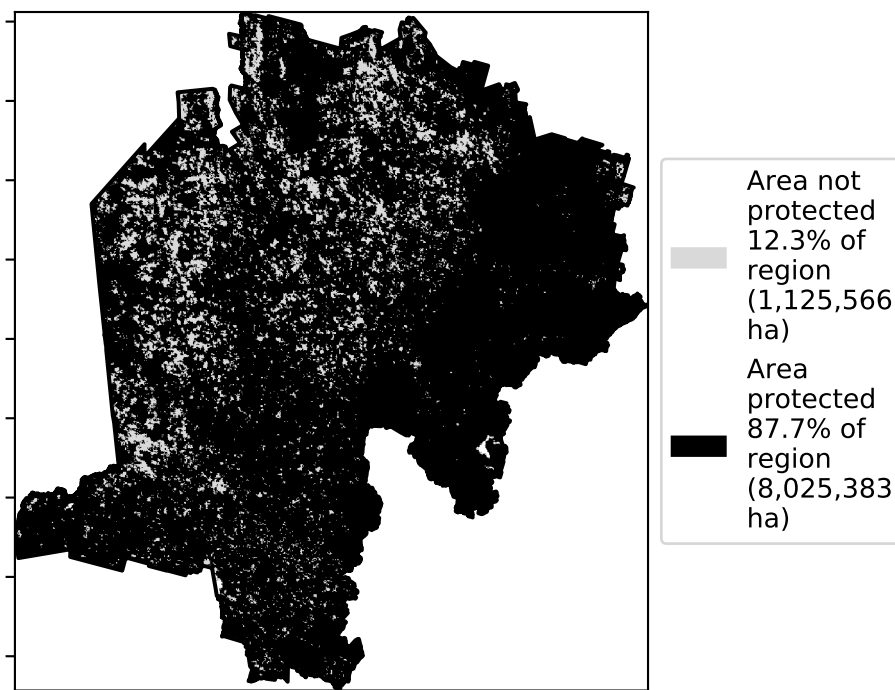 Area not
protected
12.3% of
region
(1,125,566
ha)
Area
protected
87.7% of
region
(8,025,383
ha)